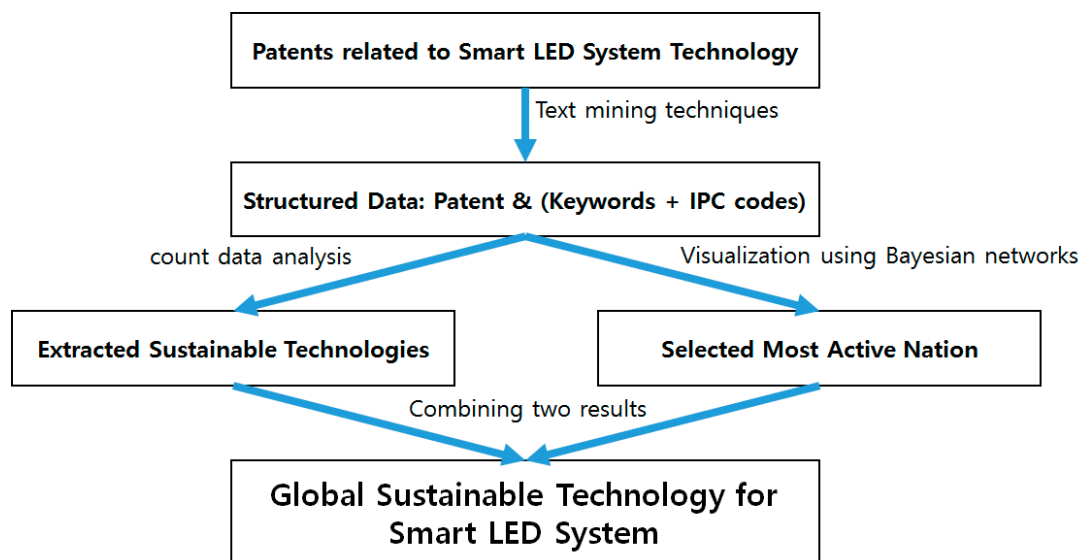 Patents related to Smart LED System Technology
Text mining techniques
Structured Data: Patent & (Keywords + IPC codes)
count data analysis
Visualization using Bayesian networks
Extracted Sustainable Technologies
Selected Most Active Nation
Combining two results
Global Sustainable Technology for
Smart LED System